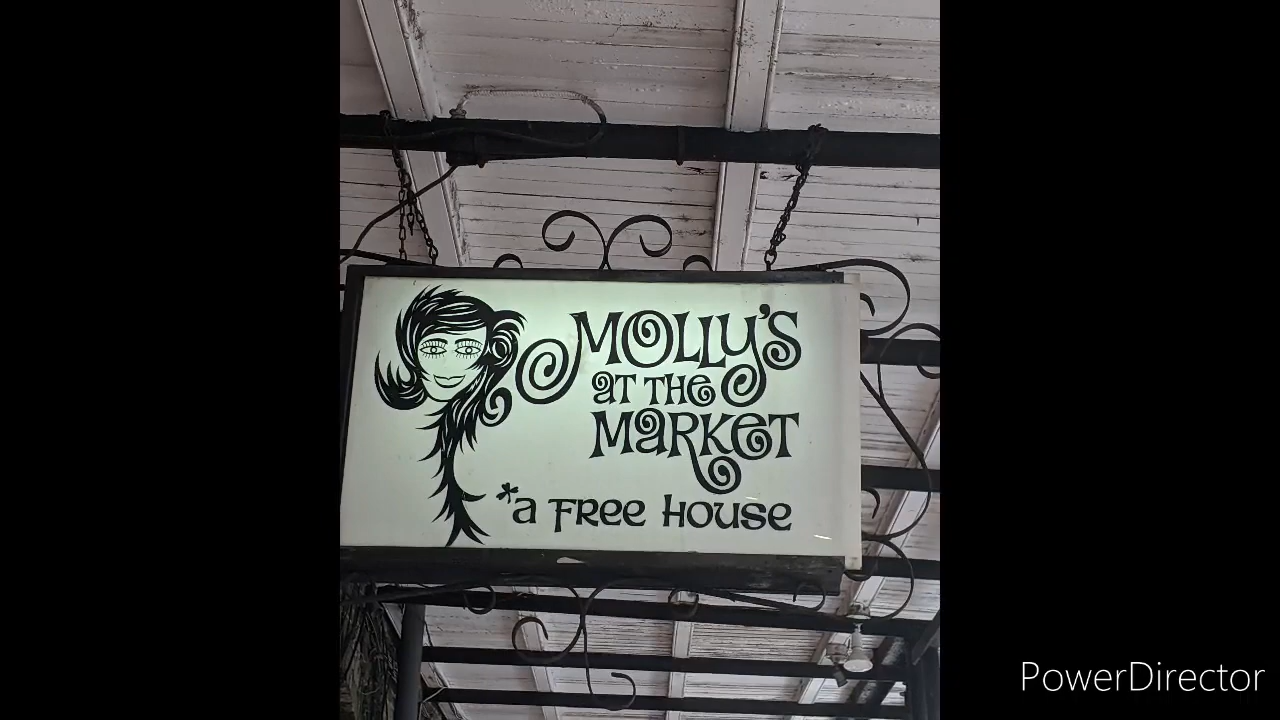 MOLLY'S
at the
MARKET
*a Free House
PowerDirector